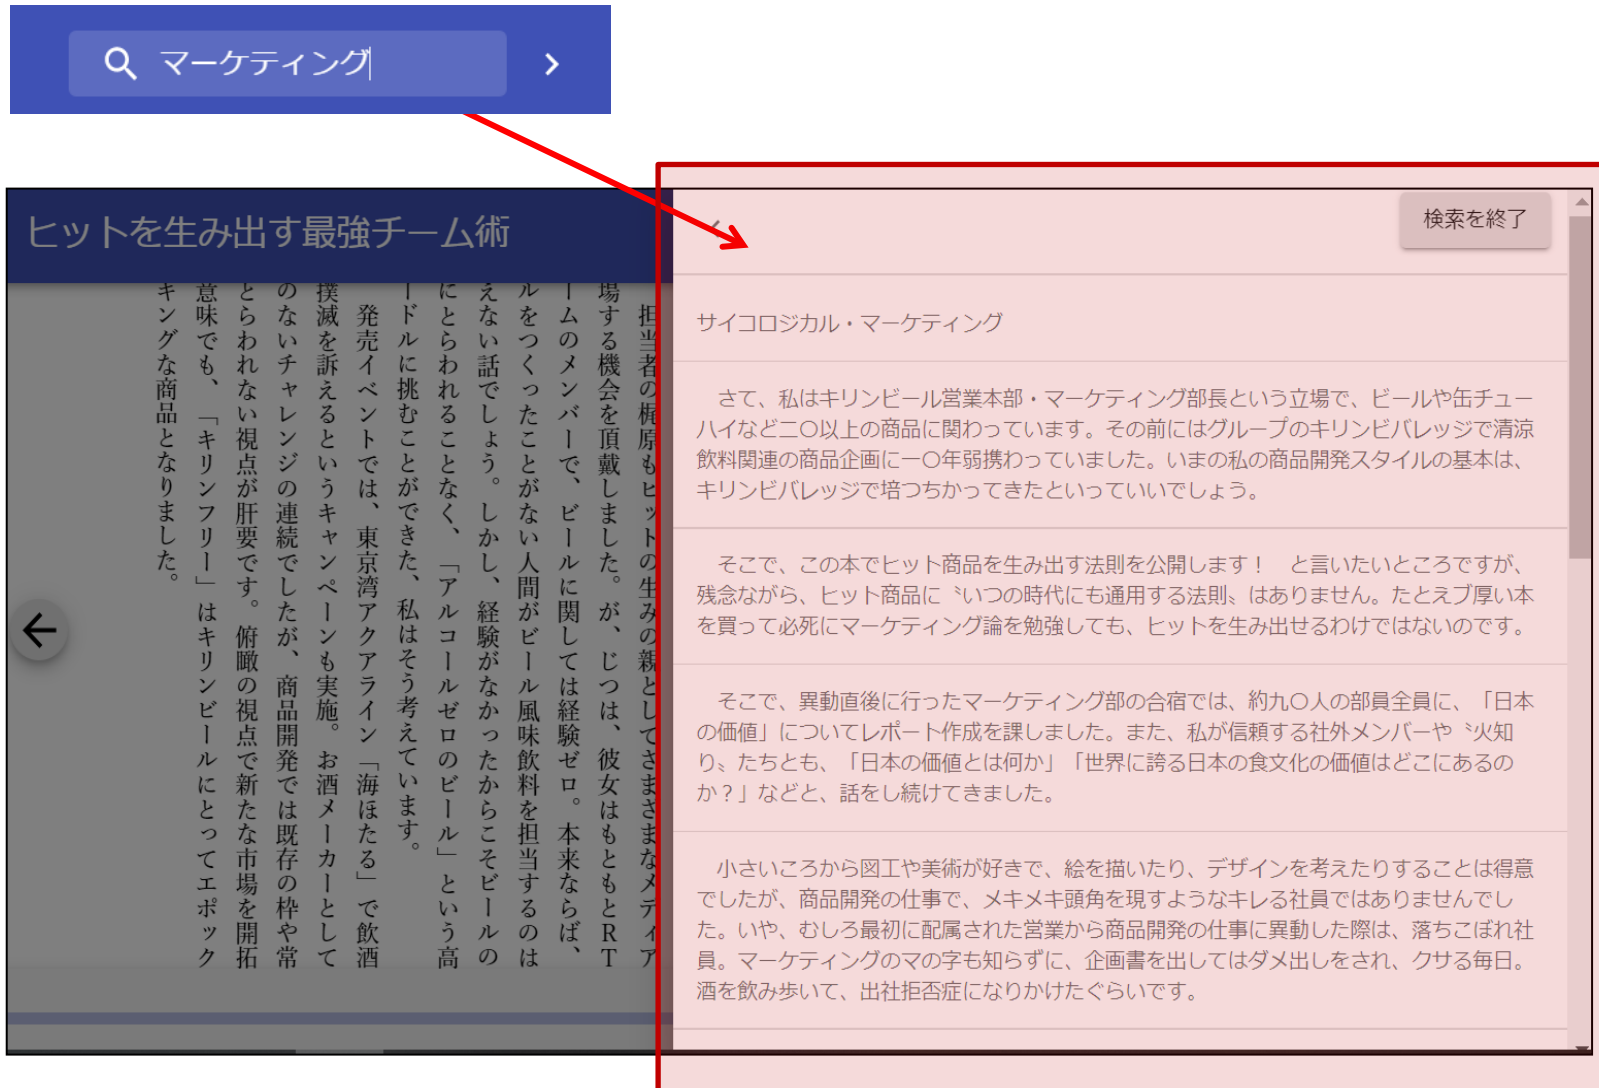 マーケティング
ヒットを生み出す最強チーム術
担当者の梶原もヒットの生みの親としてさまざまなメディア
場する機会を頂戴しました。が、じつは、彼女はもともとRT
ームのメンバーで、ビールに関しては経験ゼロ。本来ならば、
ルをつくったことがない人間がビール風味飲料を担当するのは
えない話でしょう。しかし、経験がなかったからこそビールの
にとらわれることなく、「アルコールゼロのビール」という高
ードルに挑むことができた、私はそう考えています。
発売イベントでは、東京湾アクアライン「海ほたる」で飲酒
撲滅を訴えるというキャンペーンも実施。お酒メーカーとして
のないチャレンジの連続でしたが、商品開発では既存の枠や常
とらわれない視点が肝要です。俯瞰の視点で新たな市場を開拓
意味でも、「キリンフリー」はキリンビールにとってエポック
キングな商品となりました。
検索を終了
サイコロジカル・マーケティング
さて、私はキリンビール営業本部・マーケティング部長という立場で、ビールや缶チュー
ハイなど二〇以上の商品に関わっています。その前にはグループのキリンビバレッジで清涼
飲料関連の商品企画に一〇年弱携わっていました。いまの私の商品開発スタイルの基本は、
キリンビバレッジで培つちかってきたといっていいでしょう。
そこで、この本でヒット商品を生み出す法則を公開します！　と言いたいところですが、
残念ながら、ヒット商品に〝いつの時代にも通用する法則〟はありません。たとえブ厚い本
を買って必死にマーケティング論を勉強しても、ヒットを生み出せるわけではないのです。
そこで、異動直後に行ったマーケティング部の合宿では、約九〇人の部員全員に、「日本
の価値」についてレポート作成を課しました。また、私が信頼する社外メンバーや〝火知
り〟たちとも、「日本の価値とは何か」「世界に誇る日本の食文化の価値はどこにあるの
か？」などと、話をし続けてきました。
小さいころから図工や美術が好きで、絵を描いたり、デザインを考えたりすることは得意
でしたが、商品開発の仕事で、メキメキ頭角を現すようなキレる社員ではありませんでし
た。いや、むしろ最初に配属された営業から商品開発の仕事に異動した際は、落ちこぼれ社
員。マーケティングのマの字も知らずに、企画書を出してはダメ出しをされ、クサる毎日。
酒を飲み歩いて、出社拒否症になりかけたぐらいです。